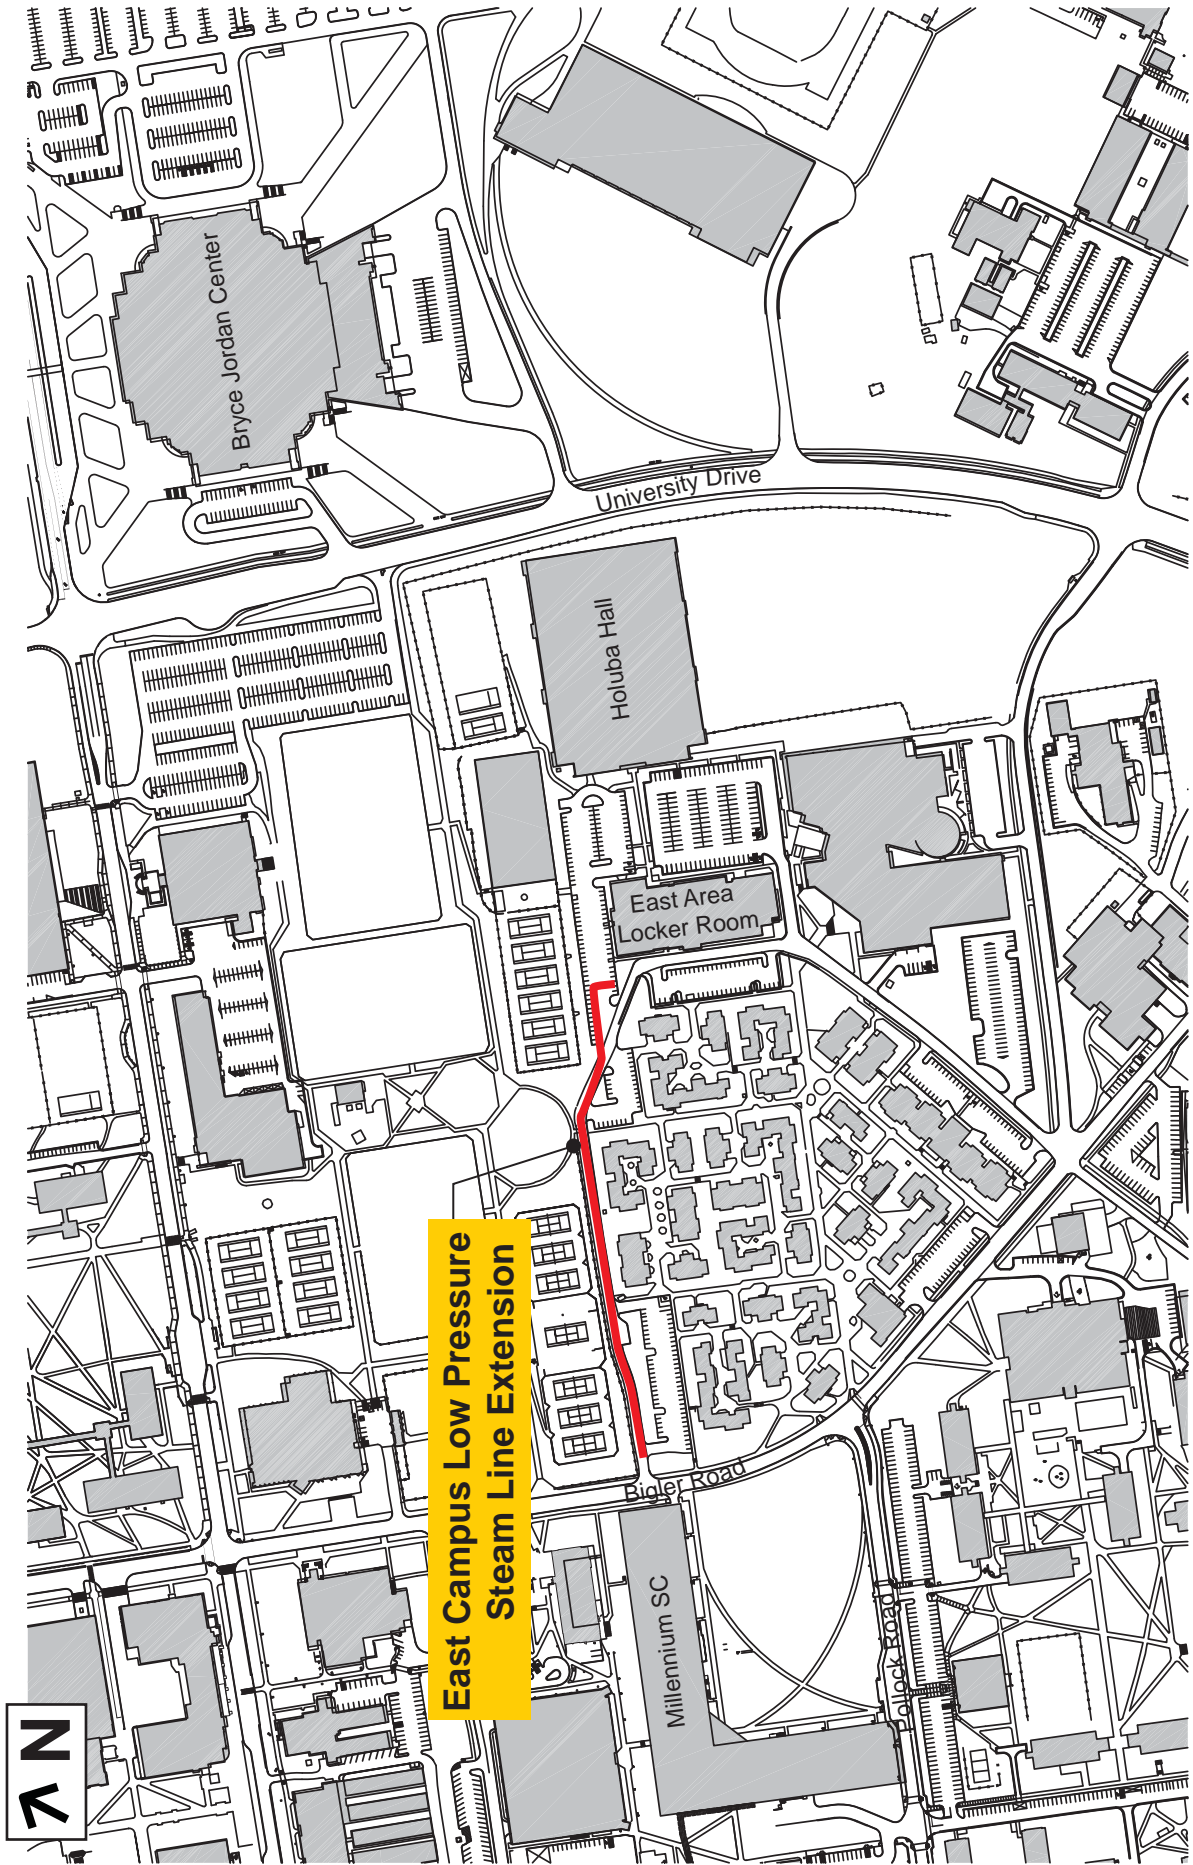 Bryce Jordan Center
University Drive
Holuba Hall
East Area
Locker Room
East Campus Low Pressure
Steam Line Extension
Bigler Road
Millennium SC
Pollock Road
N